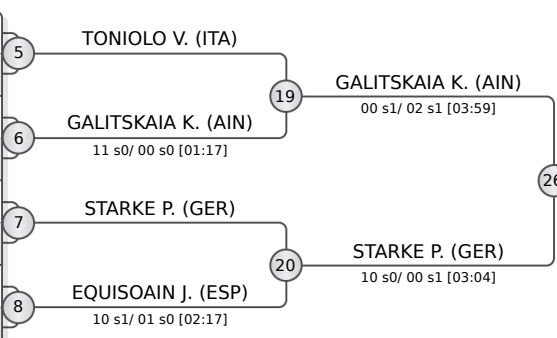 5
TONIOLO V. (ITA)
19
GALITSKAIA K. (AIN)
00 s1/ 02 s1 [03:59]
6
GALITSKAIA K. (AIN)
11 s0/ 00 s0 [01:17]
26
7
STARKE P. (GER)
20
STARKE P. (GER)
10 s0/ 00 s1 [03:04]
8
EQUISOAIN J. (ESP)
10 s1/ 01 s0 [02:17]